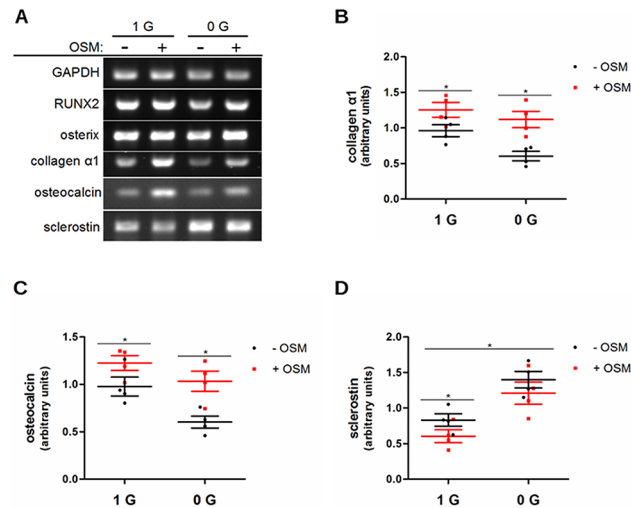 A
1 G 0 G
OSM: - + - +
GAPDH
RUNX2
osterix
collagen α1
osteocalcin
sclerostin
B
collagen α1
(arbitrary units)
2.0
1.5
1.0
0.5
0.0
* *
1 G 0 G
- OSM
+ OSM
C
osteocalcin
(arbitrary units)
1.5
1.0
0.5
0.0
* *
1 G 0 G
- OSM
+ OSM
D
sclerostin
(arbitrary units)
2.0
1.5
1.0
0.5
0.0
*
*
1 G 0 G
- OSM
+ OSM